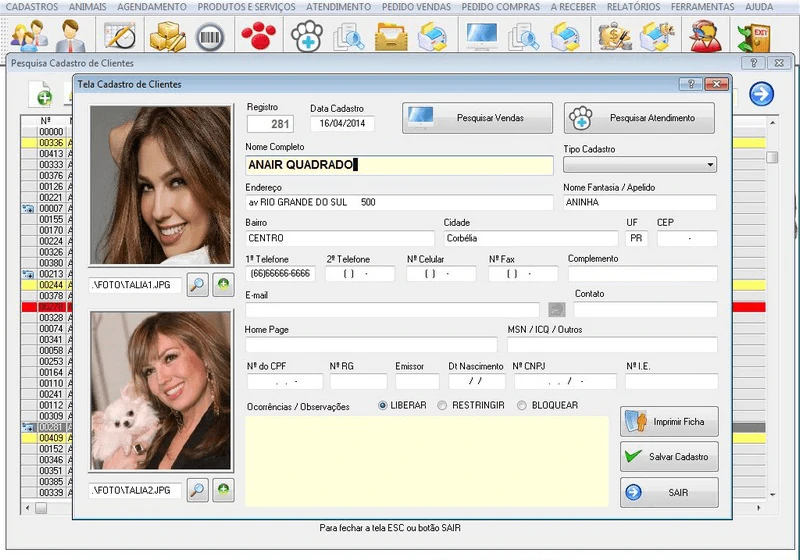 CADASTROS ANIMAIS AGENDAMENTO PRODUTOS E SERVIÇOS ATENDIMENTO PEDIDO VENDAS PEDIDO COMPRAS A RECEBER RELATÓRIOS FERRAMENTAS AJUDA
EXIT
Pesquisa Cadastro de Clientes
Tela Cadastro de Clientes
Registro
281
Data Cadastro
16/04/2014
Pesquisar Vendas
Pesquisar Atendimento
Nome Completo
ANAIR QUADRADO
Tipo Cadastro
Endereço
av RIO GRANDE DO SUL 500
Nome Fantasia / Apelido
ANINHA
Bairro
CENTRO
Cidade
Corbélia
UF
PR
CEP
-
1º Telefone
(66)66666-6666
2º Telefone
( ) -
Nº Celular
( ) -
Nº Fax
( ) -
Complemento
E-mail
Contato
Home Page
MSN / ICQ / Outros
Nº do CPF
. . -
Nº RG
Emissor
Dt Nascimento
/ /
Nº CNPJ
. . / -
Nº I.E.
Ocorrências / Observações
LIBERAR
RESTRINGIR
BLOQUEAR
Imprimir Ficha
Salvar Cadastro
SAIR
.\FOTO\TALIA1.JPG
.\FOTO\TALIA2.JPG
Nº
00000
00336
00413
00333
00376
00126
00221
00007
00155
00170
00224
00326
00380
00213
00244
00378
00328
00074
00341
00058
00253
00164
00110
00241
00112
00309
00281
00409
00152
00346
00351
00385
00339
Para fechar a tela ESC ou botão SAIR